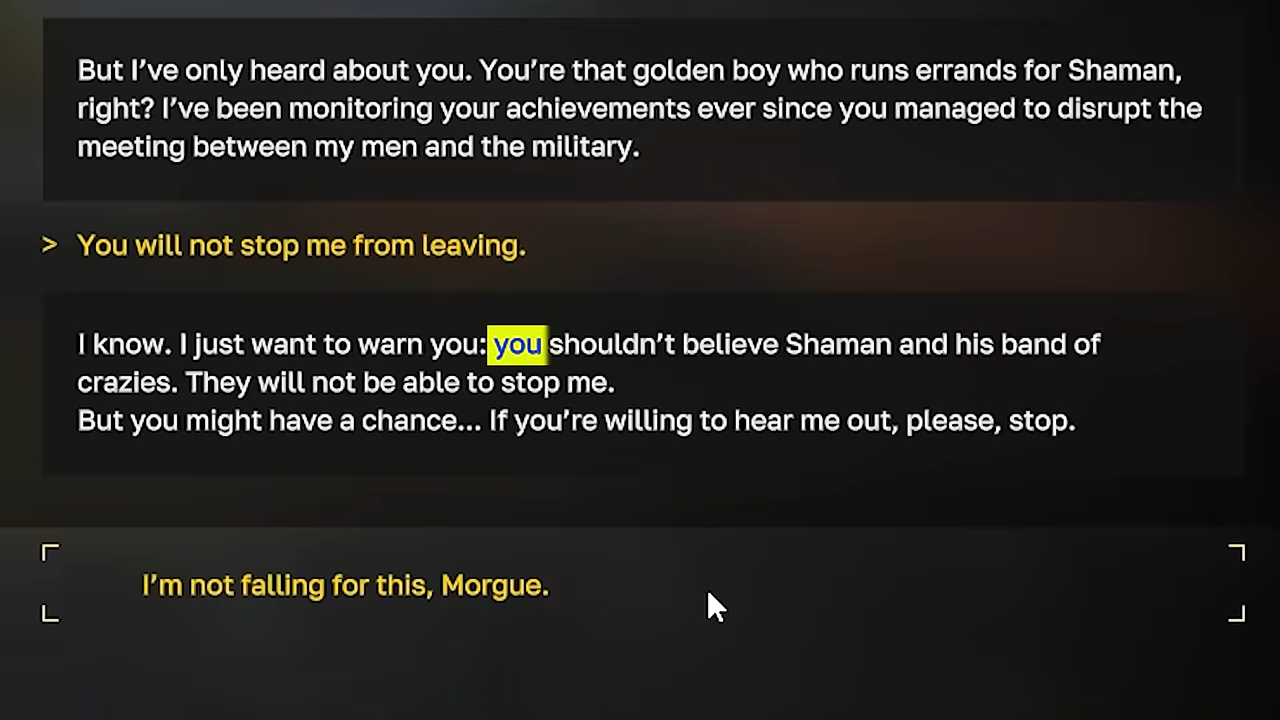 But I’ve only heard about you. You’re that golden boy who runs errands for Shaman,
right? I’ve been monitoring your achievements ever since you managed to disrupt the
meeting between my men and the military.
> You will not stop me from leaving.
I know. I just want to warn you: you shouldn’t believe Shaman and his band of
crazies. They will not be able to stop me.
But you might have a chance... If you’re willing to hear me out, please, stop.
I’m not falling for this, Morgue.